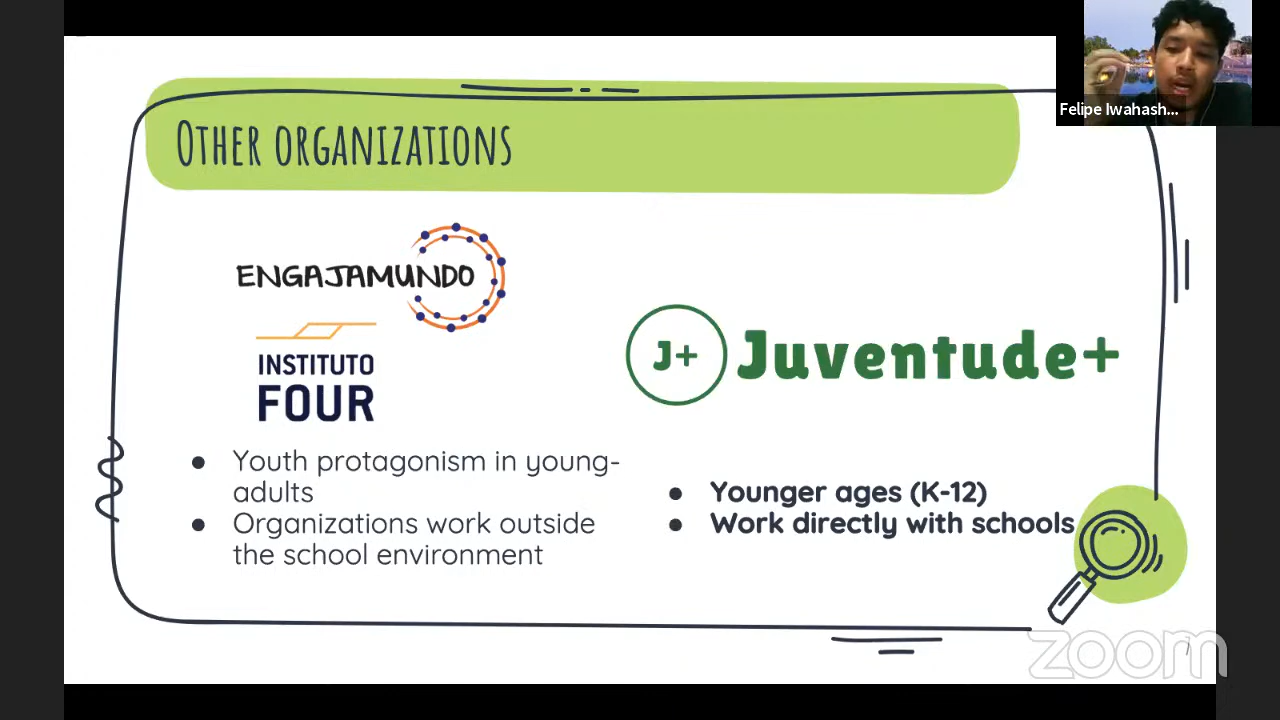 Felipe Iwahash...
OTHER ORGANIZATIONS
ENGAJAMUNDO
INSTITUTO
FOUR
J+ Juventude+
● Youth protagonism in young-
adults
● Organizations work outside
the school environment
● Younger ages (K-12)
● Work directly with schools
zoom